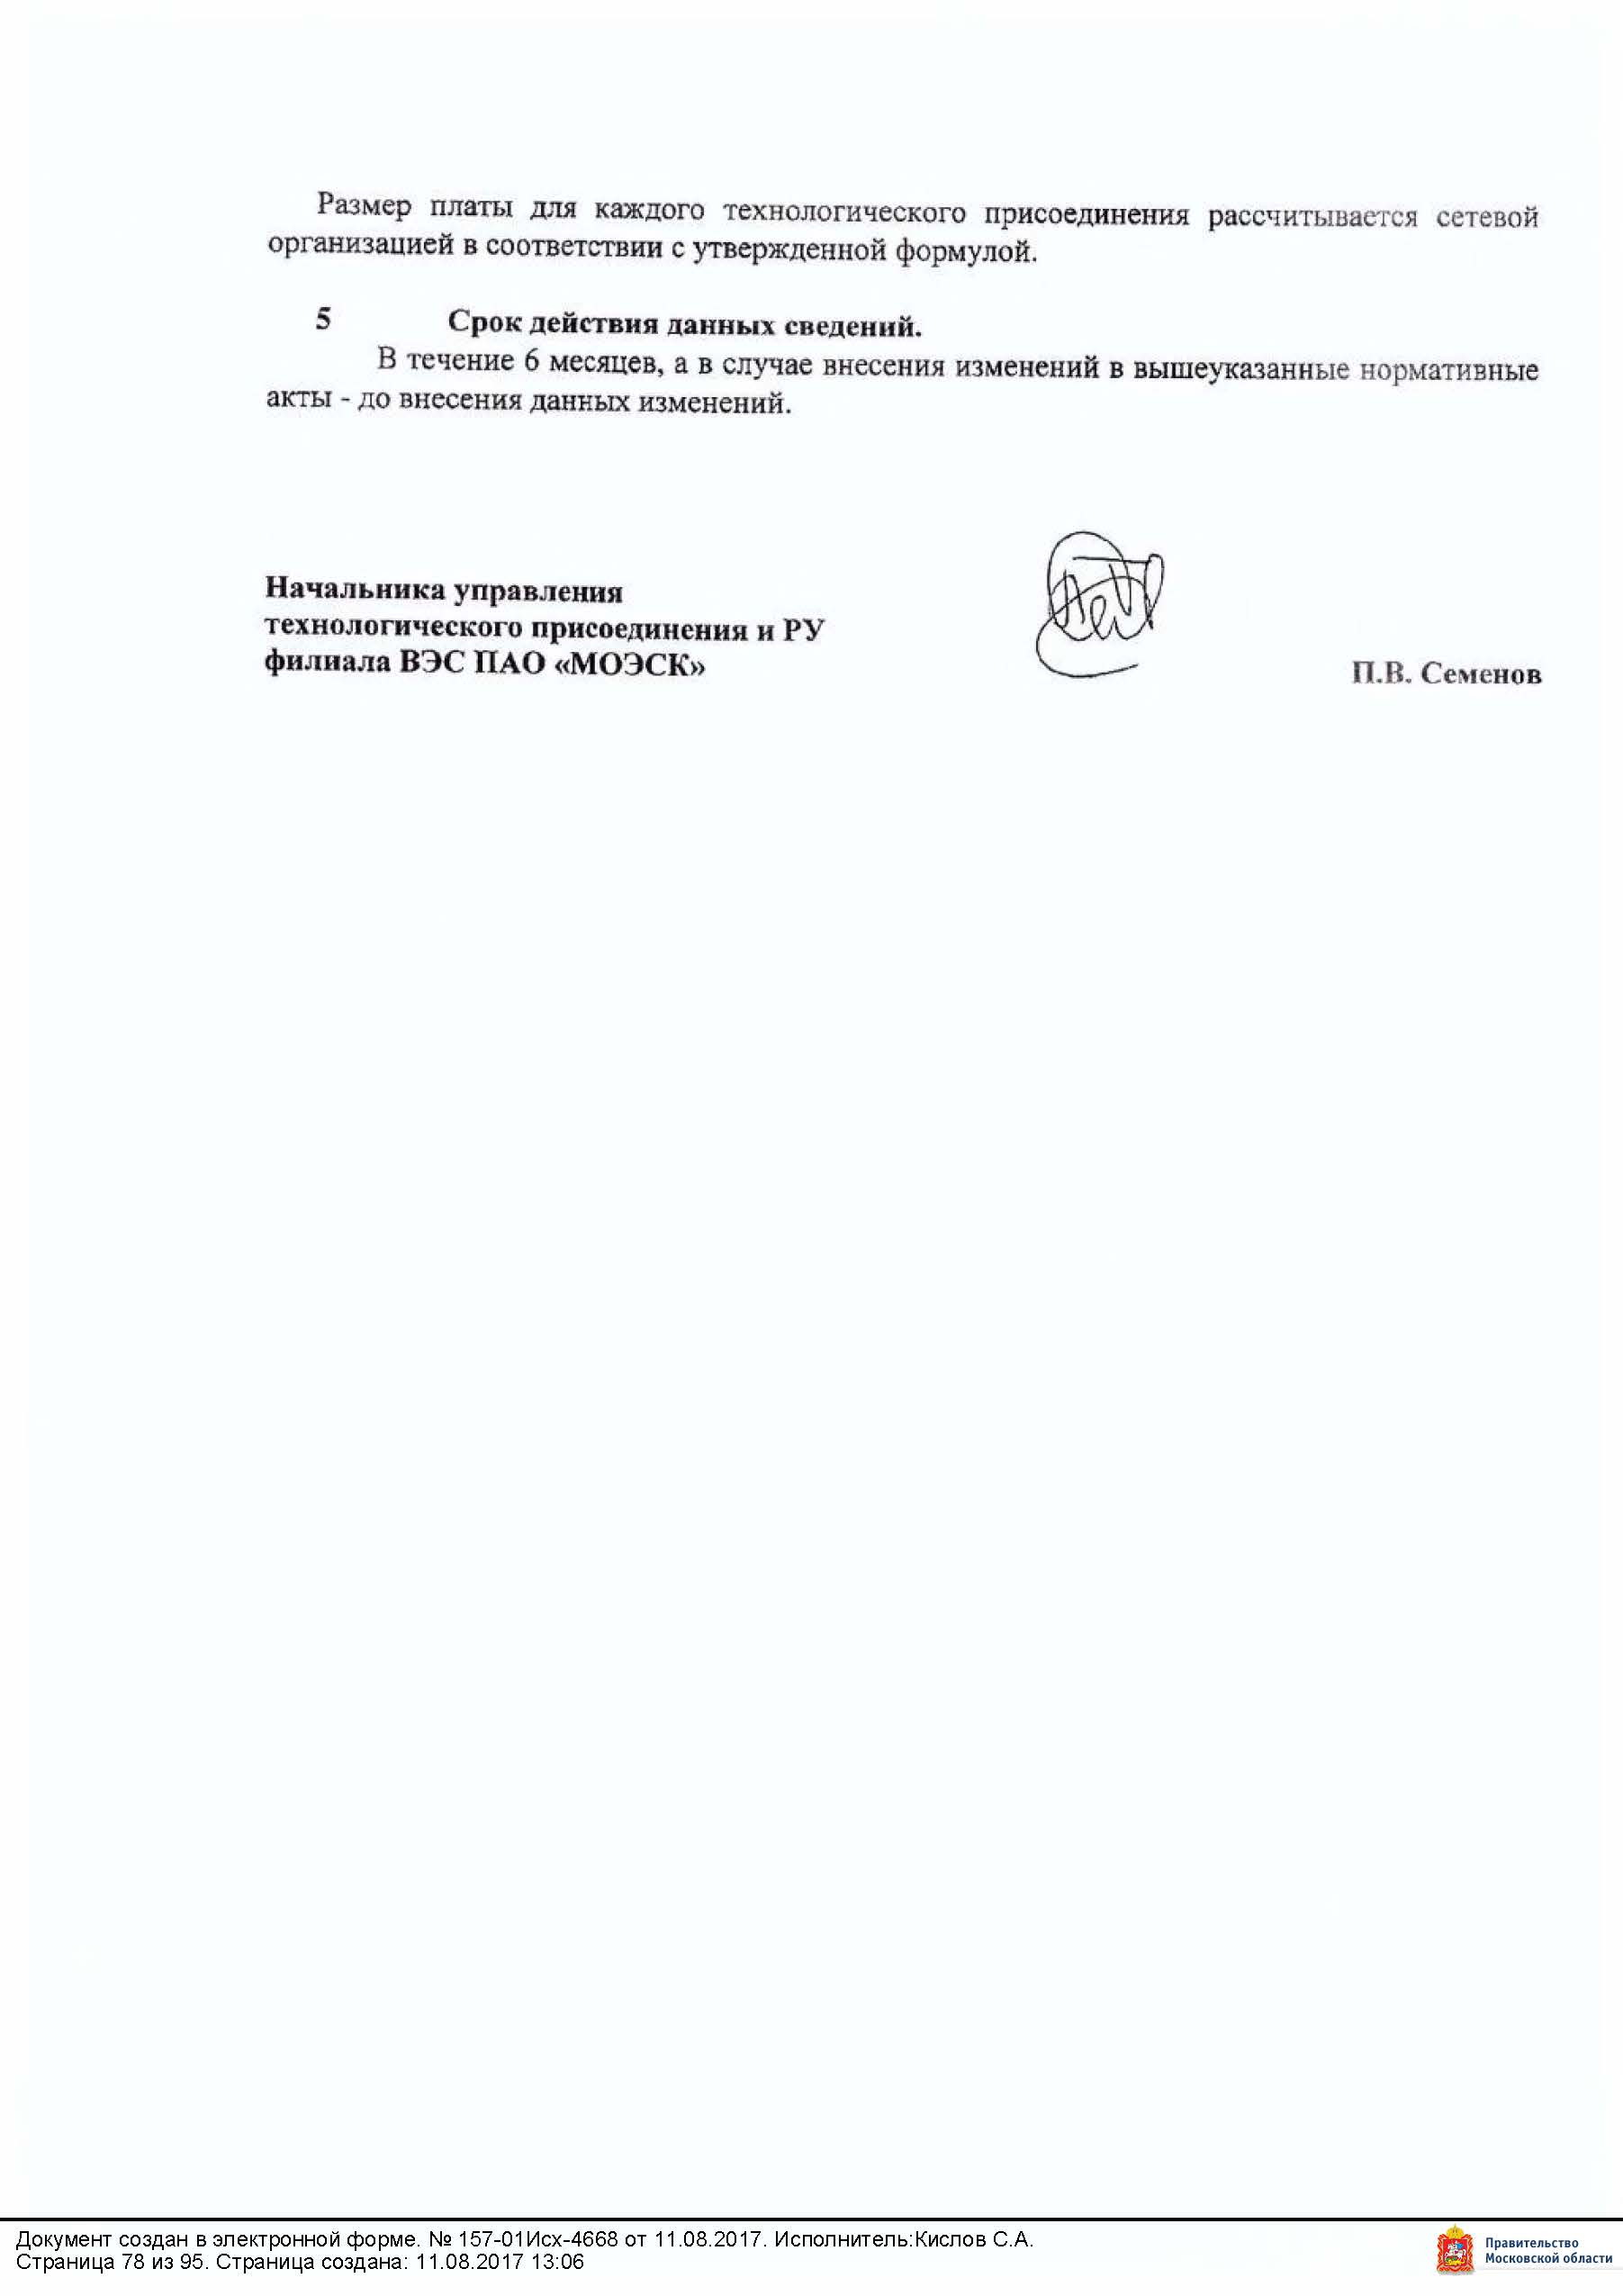 Размер платы для каждого технологического присоединения рассчитывается сетевой
организацией в соответствии с утвержденной формулой.
5 Срок действия данных сведений.
В течение 6 месяцев, а в случае внесения изменений в вышеуказанные нормативные
акты - до внесения данных изменений.
Начальника управления
технологического присоединения и РУ
филиала ВЭС ПАО «МОЭСК»
П.В. Семенов
Документ создан в электронной форме. № 157-01Исх-4668 от 11.08.2017. Исполнитель:Кислов С.А.
Страница 78 из 95. Страница создана: 11.08.2017 13:06
Правительство
Московской области